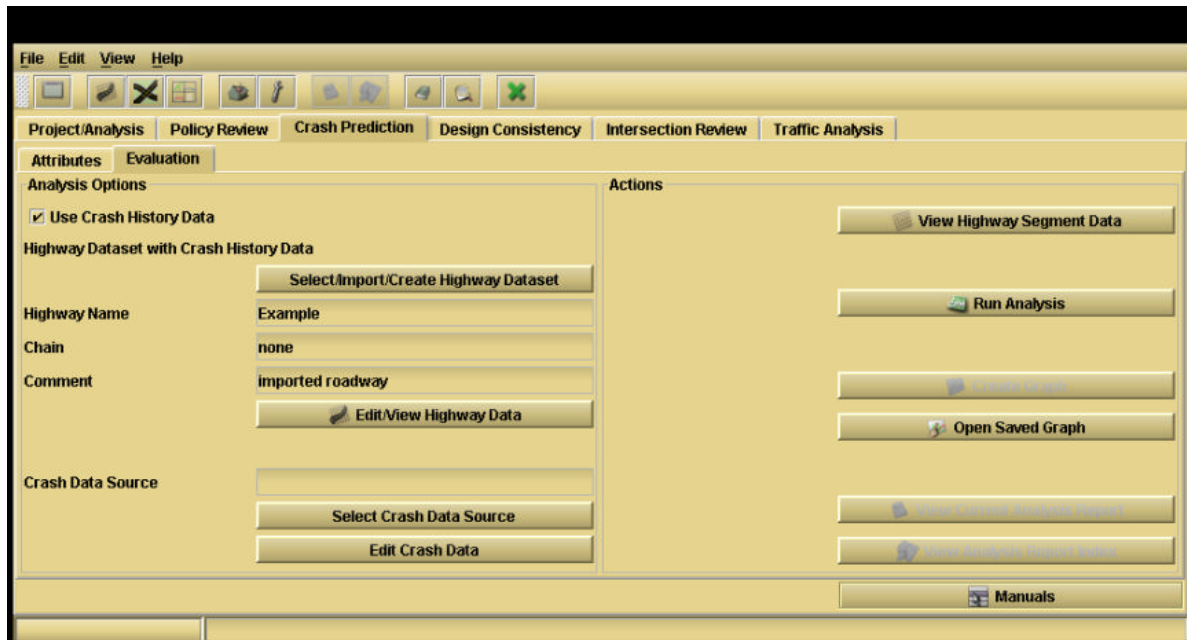 File Edit View Help
Project/Analysis Policy Review Crash Prediction Design Consistency Intersection Review Traffic Analysis
Attributes Evaluation
Analysis Options
Use Crash History Data
Highway Dataset with Crash History Data
Select/Import/Create Highway Dataset
Highway Name Example
Chain none
Comment imported roadway
Edit/View Highway Data
Crash Data Source
Select Crash Data Source
Edit Crash Data
Actions
View Highway Segment Data
Run Analysis
Create Graph
Open Saved Graph
View Current Analysis Report
View Analysis Report Index
Manuals